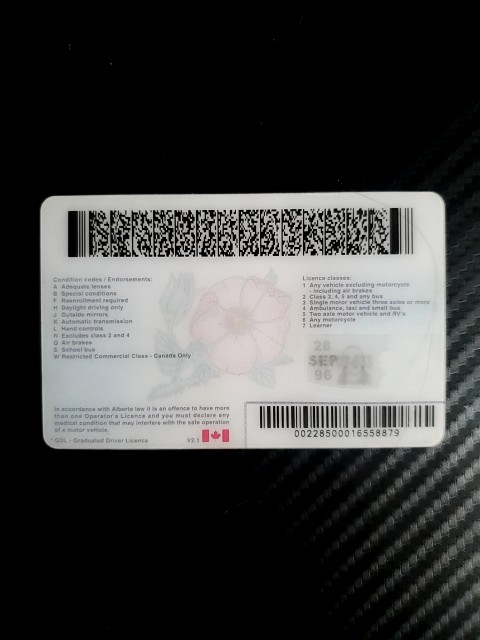 Condition codes / Endorsements:
A Adequate lenses
B Special conditions
F Reenrolment required
H Daylight driving only
J Outside mirrors
K Automatic transmission
L Hand controls
N Excludes class 2 and 4
Q Air brakes
S School bus
W Restricted Commercial Class - Canada Only
In accordance with Alberta law it is an offence to have more
than one Operator's Licence and you must declare any
medical condition that may interfere with the safe operation
of a motor vehicle.
* GDL - Graduated Driver Licence V2.1
Licence classes:
1 Any vehicle excluding motorcycle
- including air brakes
2 Class 3, 4, 5 and any bus
3 Single motor vehicle three axles or more
4 Ambulance, taxi and small bus
5 Two axle motor vehicle and RV's
6 Any motorcycle
7 Learner
28
SEP
96
00228500016558879